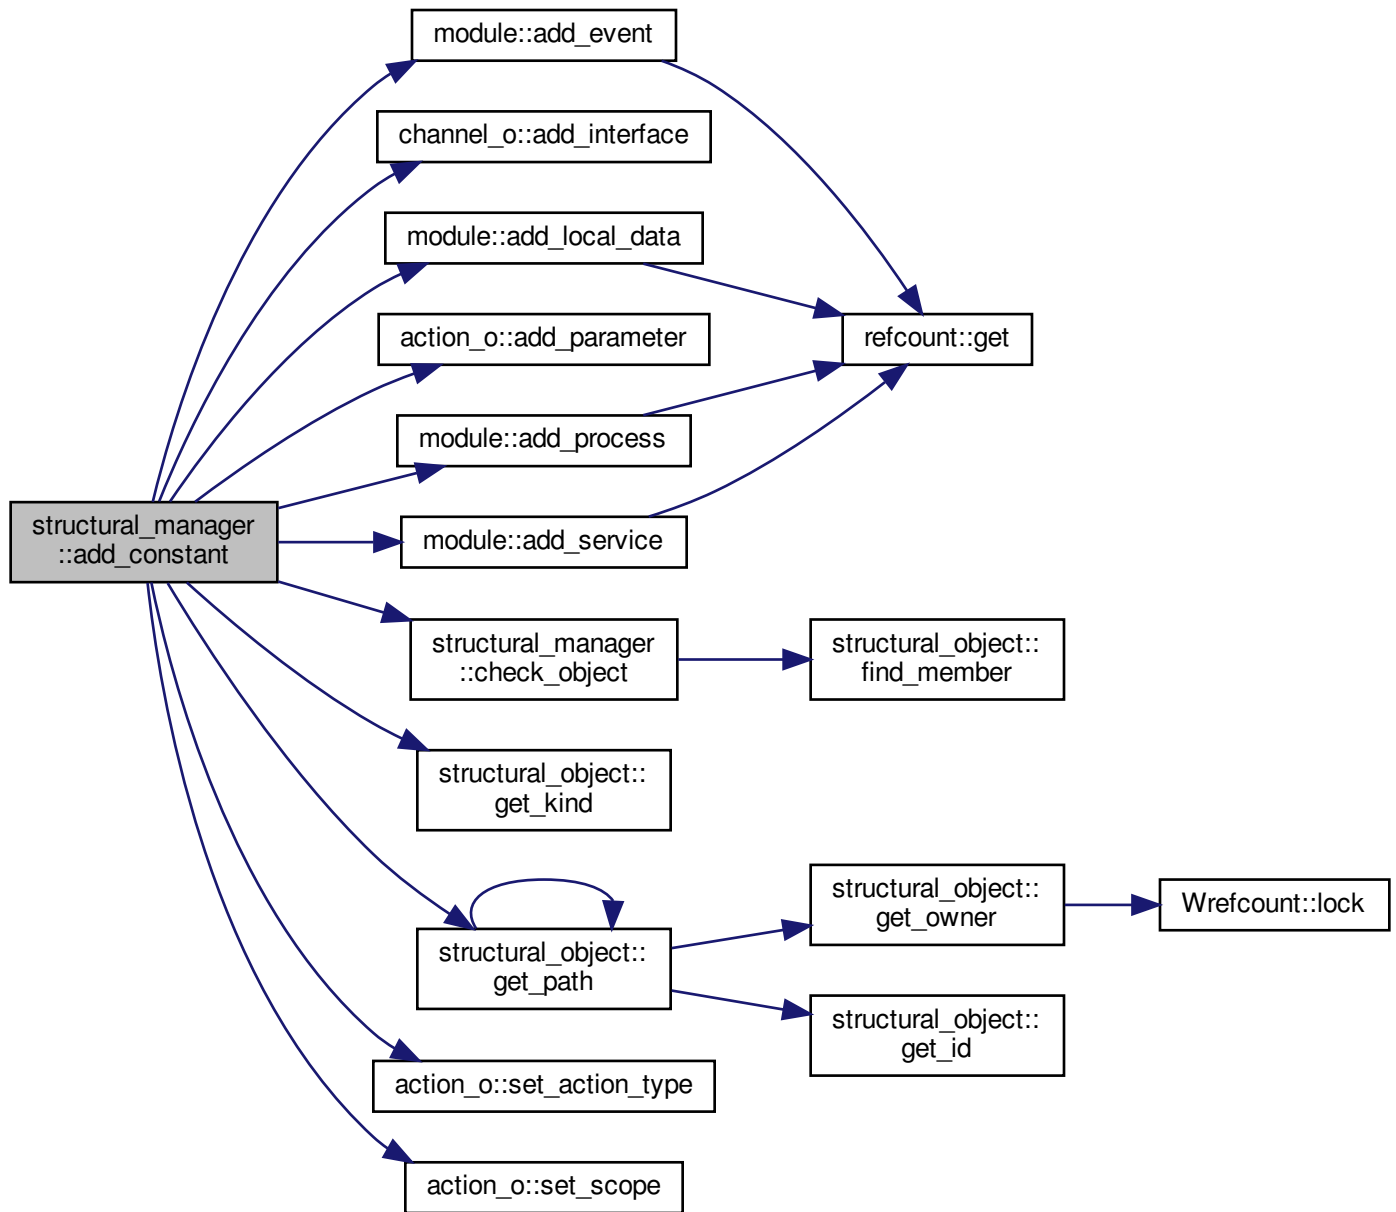 module::add_event
channel_o::add_interface
module::add_local_data
action_o::add_parameter
refcount::get
module::add_process
structural_manager
::add_constant
module::add_service
structural_manager
::check_object
structural_object::
find_member
structural_object::
get_kind
structural_object::
get_path
structural_object::
get_owner
Wrefcount::lock
structural_object::
get_id
action_o::set_action_type
action_o::set_scope